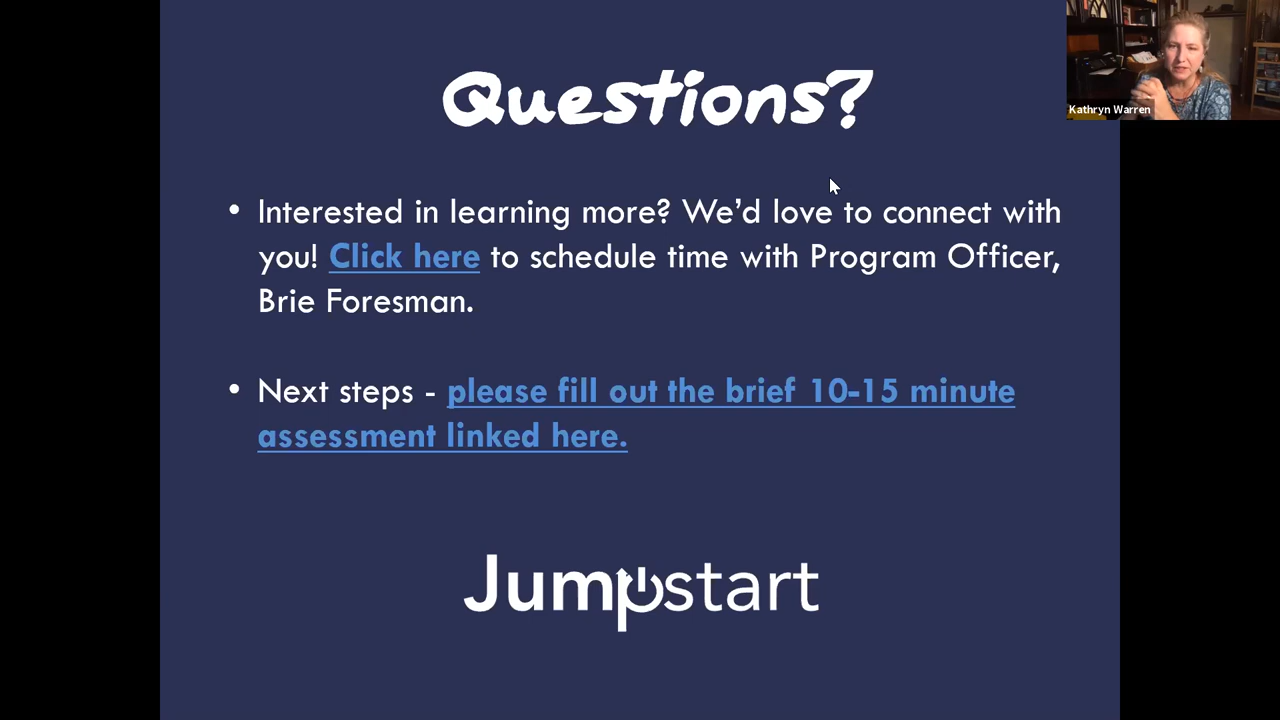 Questions?
Kathryn Warren
• Interested in learning more? We'd love to connect with
you! Click here to schedule time with Program Officer,
Brie Foresman.
• Next steps - please fill out the brief 10-15 minute
assessment linked here.
Jumpstart